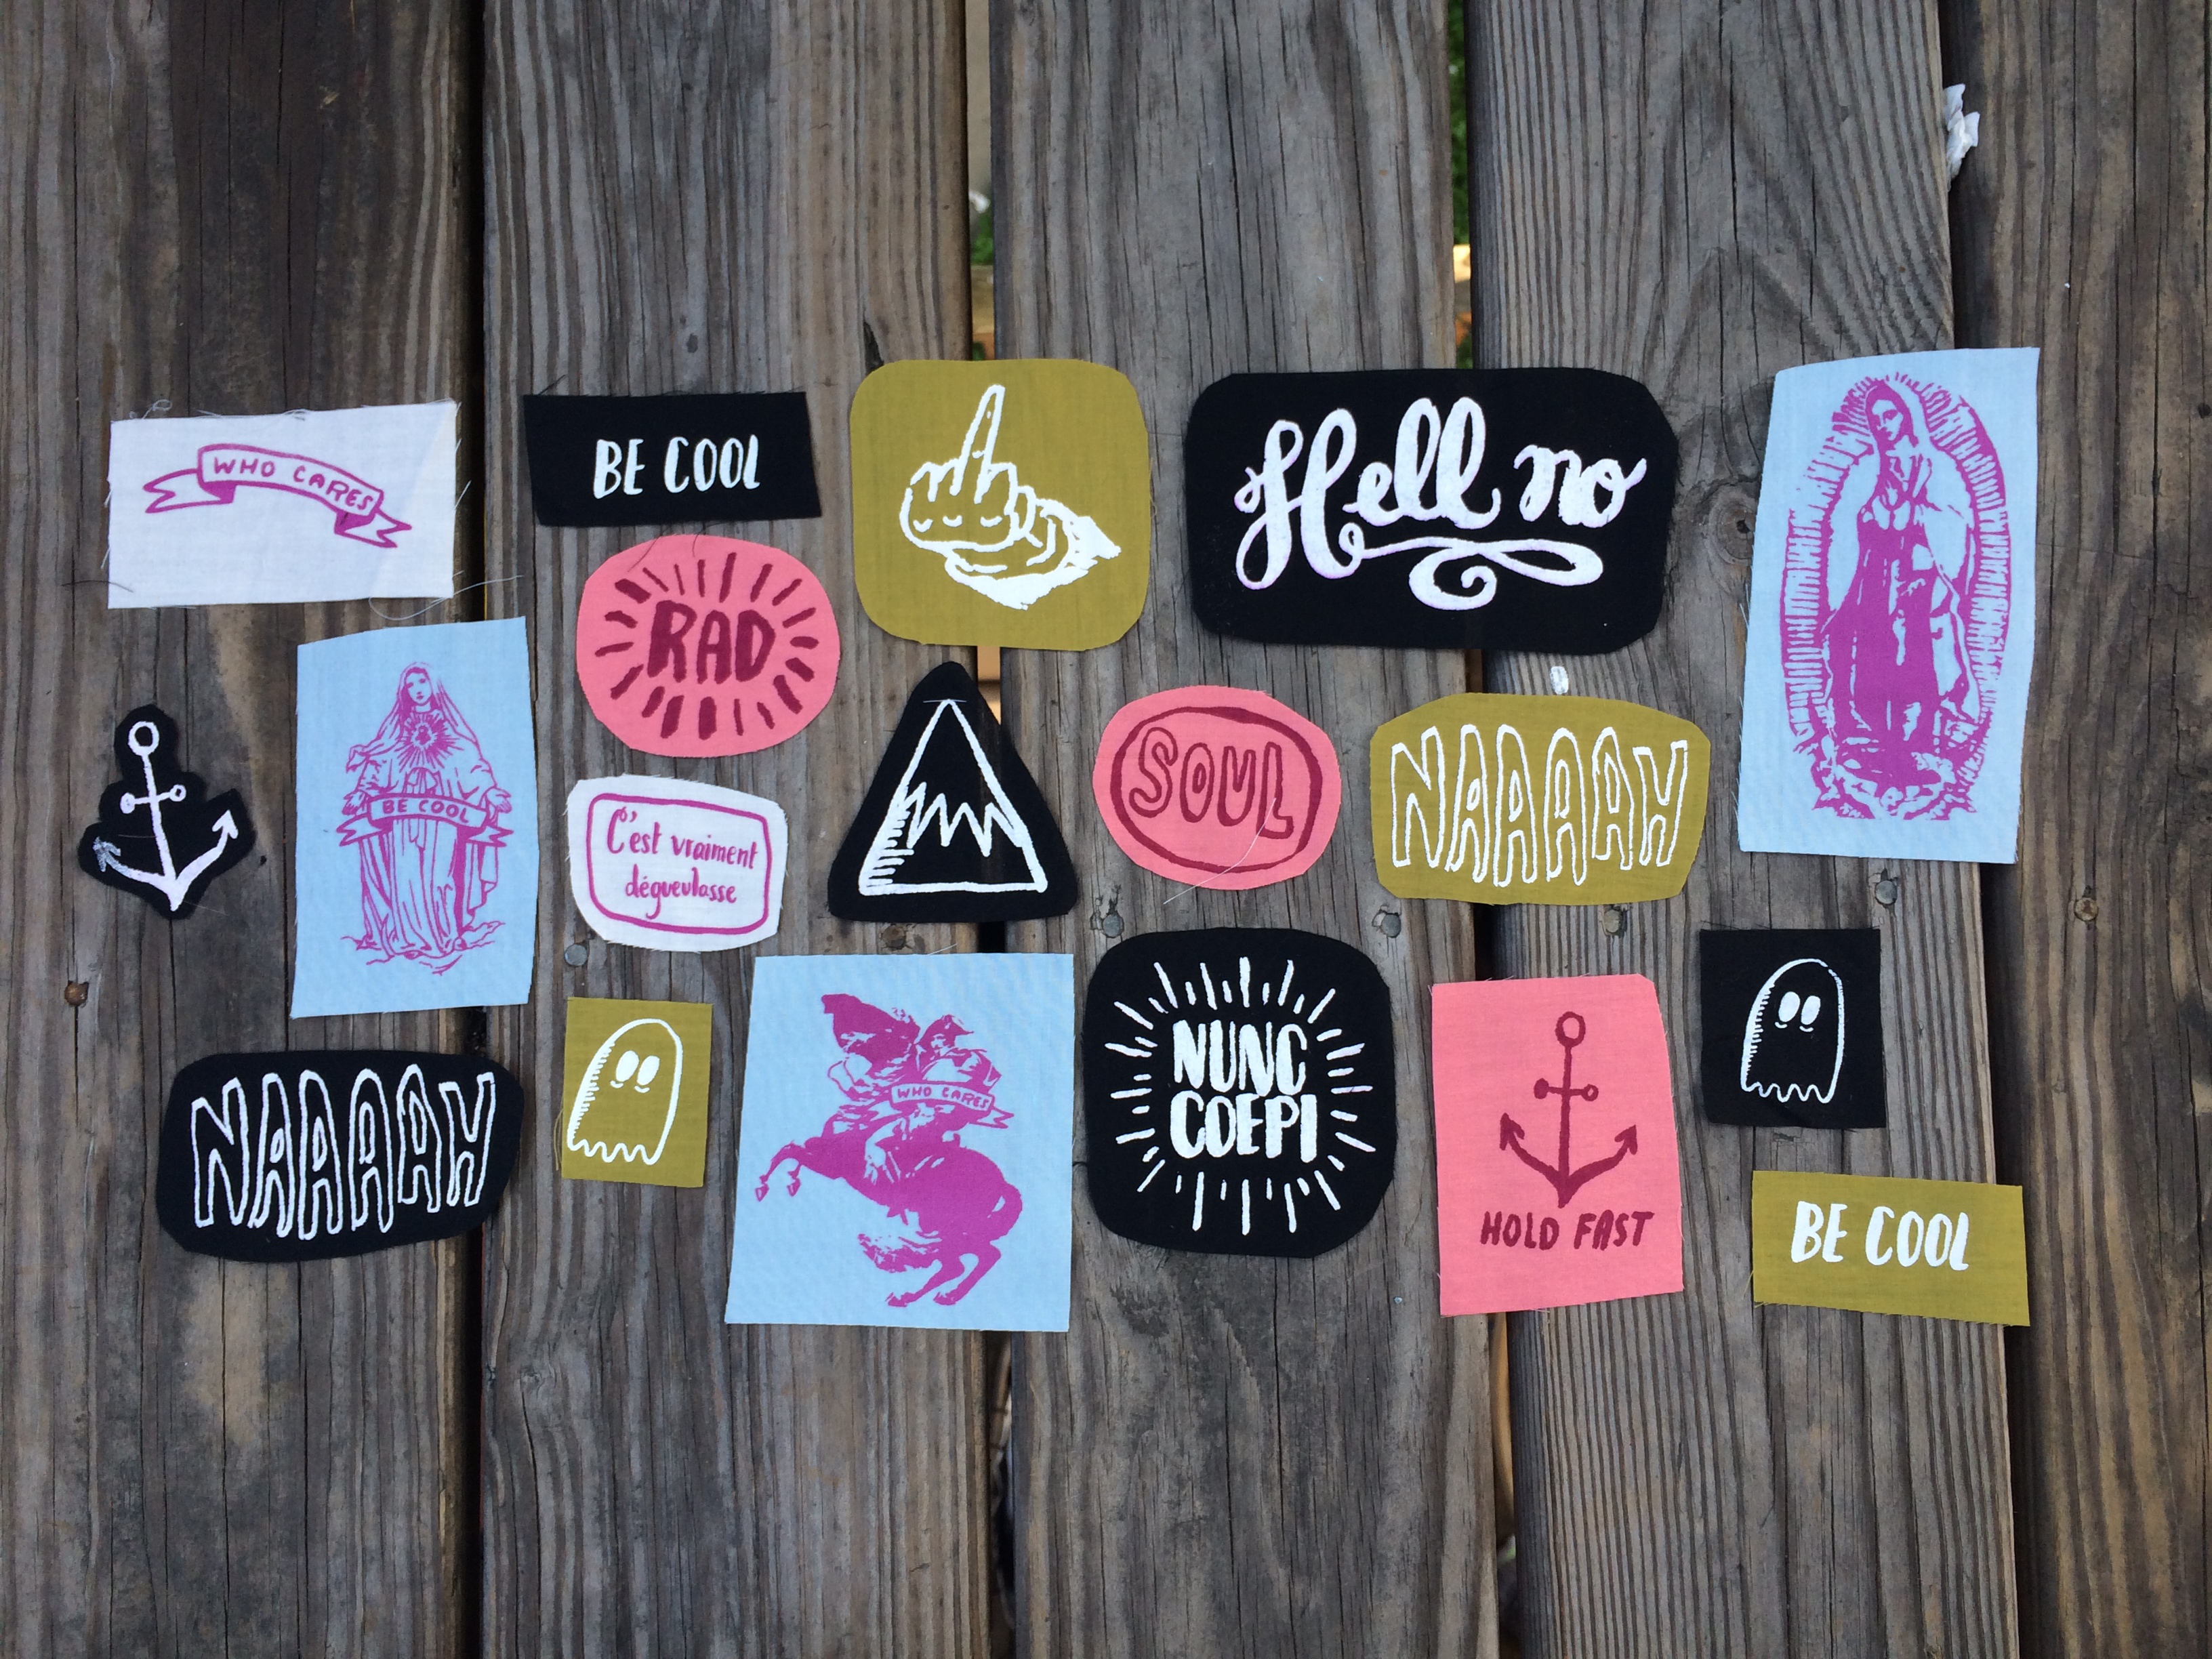 WHO CARES
BE COOL
Hell no
RAD
BE COOL
C'est vraiment
dégueulasse
SOUL
NAAAAH
NAAAAH
WHO CARES
NUNC
COEPI
HOLD FAST
BE COOL